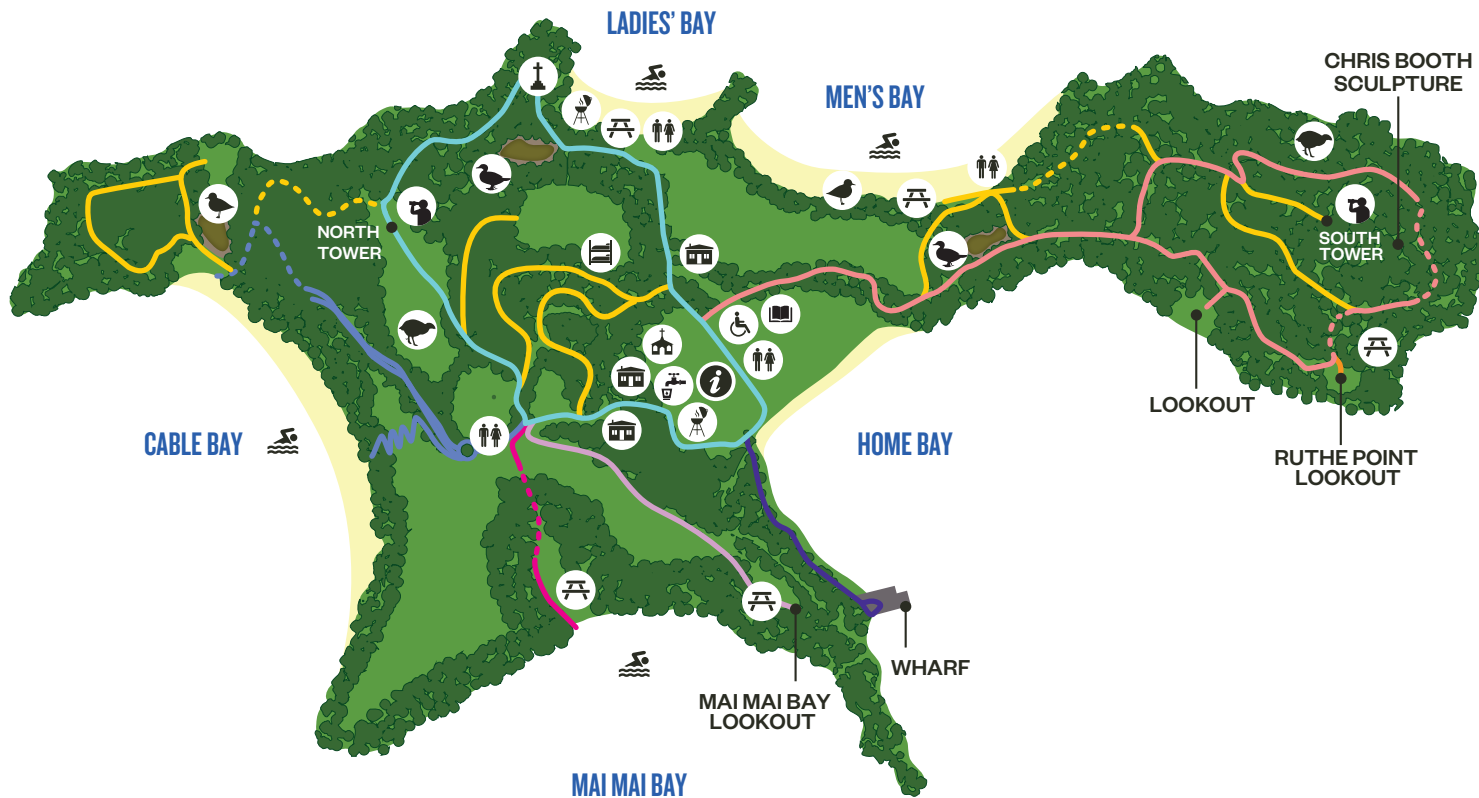 LADIES' BAY
MEN'S BAY
CHRIS BOOTH
SCULPTURE
NORTH
TOWER
SOUTH
TOWER
i
CABLE BAY
HOME BAY
LOOKOUT
RUTHE POINT
LOOKOUT
WHARF
MAI MAI BAY
LOOKOUT
MAI MAI BAY